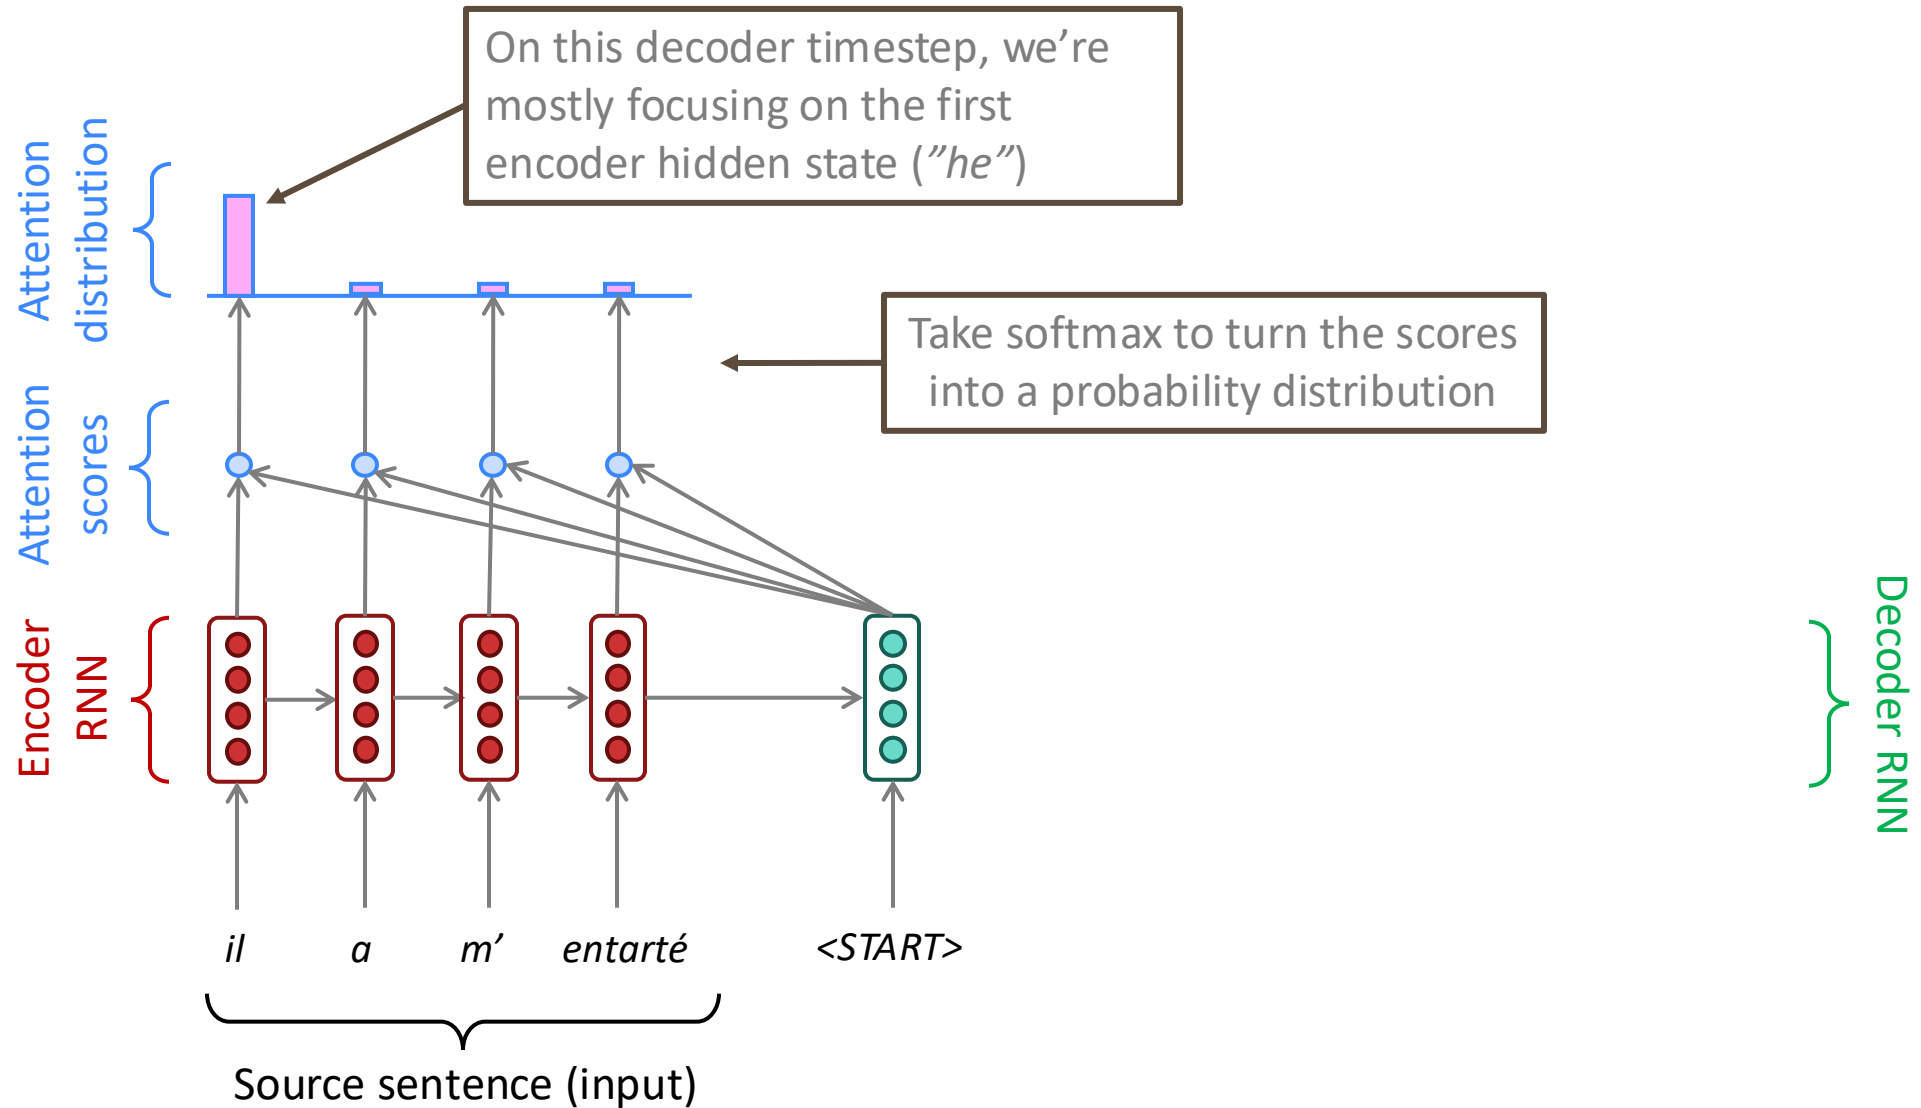 On this decoder timestep, we’re
mostly focusing on the first
encoder hidden state (”he”)
Attention
distribution
Take softmax to turn the scores
into a probability distribution
Attention
scores
Encoder
RNN
Decoder RNN
il a m’ entarté <START>
Source sentence (input)